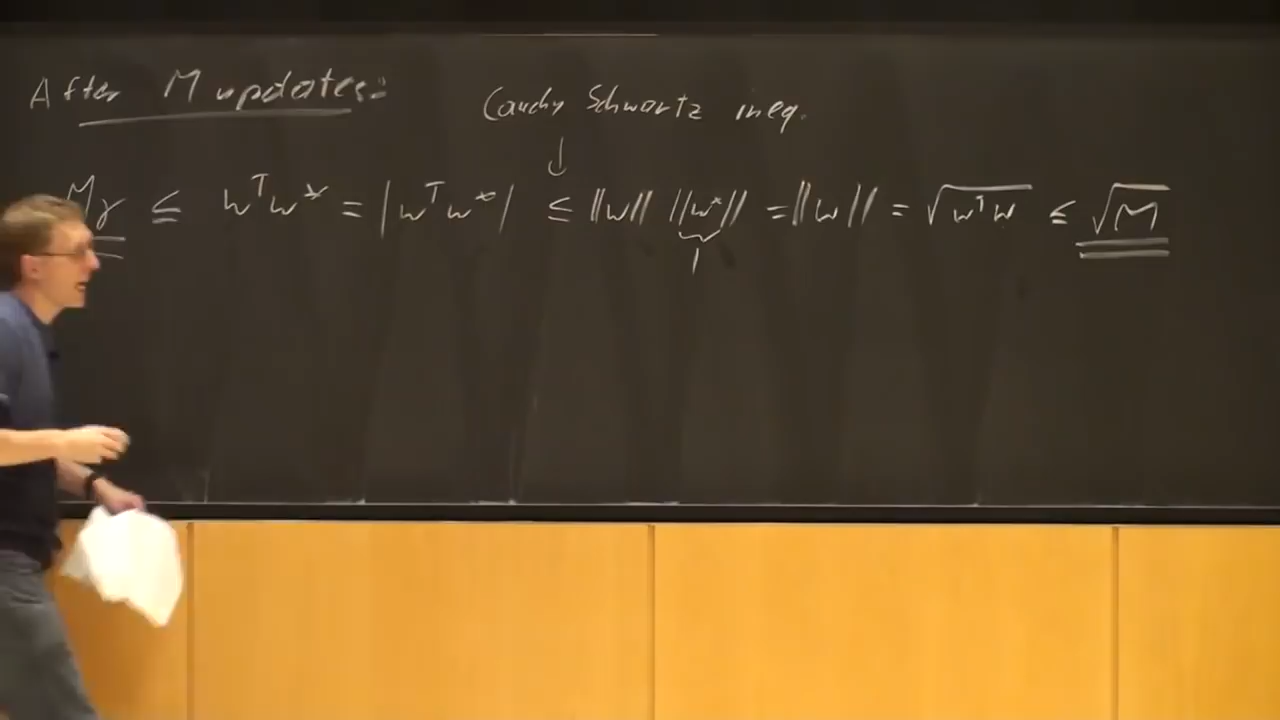 After M updates:
Cauchy Schwartz ineq.
↓
Mγ ≤ wᵀw* = |wᵀw*| ≤ ||w|| ||w*|| = ||w|| = √wᵀw ≤ √M
1